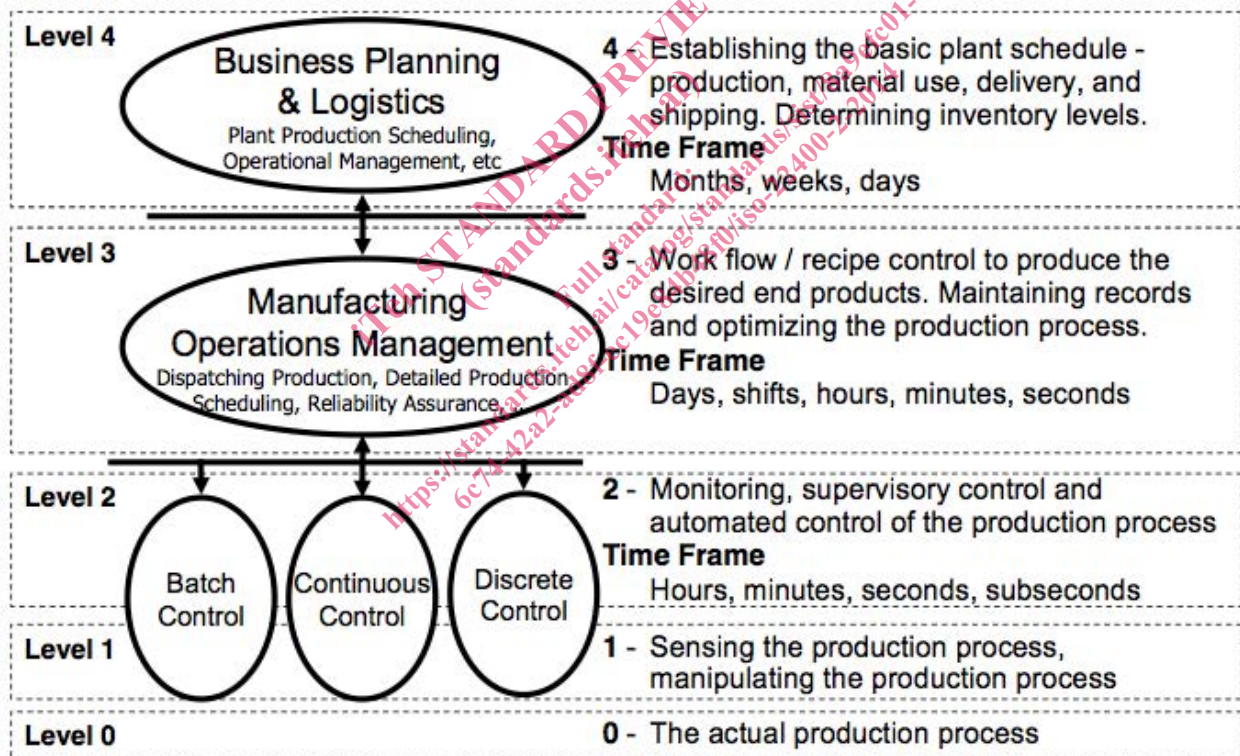 Level 4
Business Planning
& Logistics
Plant Production Scheduling,
Operational Management, etc
4 - Establishing the basic plant schedule -
production, material use, delivery, and
shipping. Determining inventory levels.
Time Frame
Months, weeks, days
Level 3
Manufacturing
Operations Management
Dispatching Production, Detailed Production
Scheduling, Reliability Assurance,
3 - Work flow / recipe control to produce the
desired end products. Maintaining records
and optimizing the production process.
Time Frame
Days, shifts, hours, minutes, seconds
Level 2
Batch
Control
Continuous
Control
Discrete
Control
2 - Monitoring, supervisory control and
automated control of the production process
Time Frame
Hours, minutes, seconds, subseconds
Level 1
1 - Sensing the production process,
manipulating the production process
Level 0
0 - The actual production process
iTeh STANDARD PREVIE
(standards.iteh.ai)
Full standard: